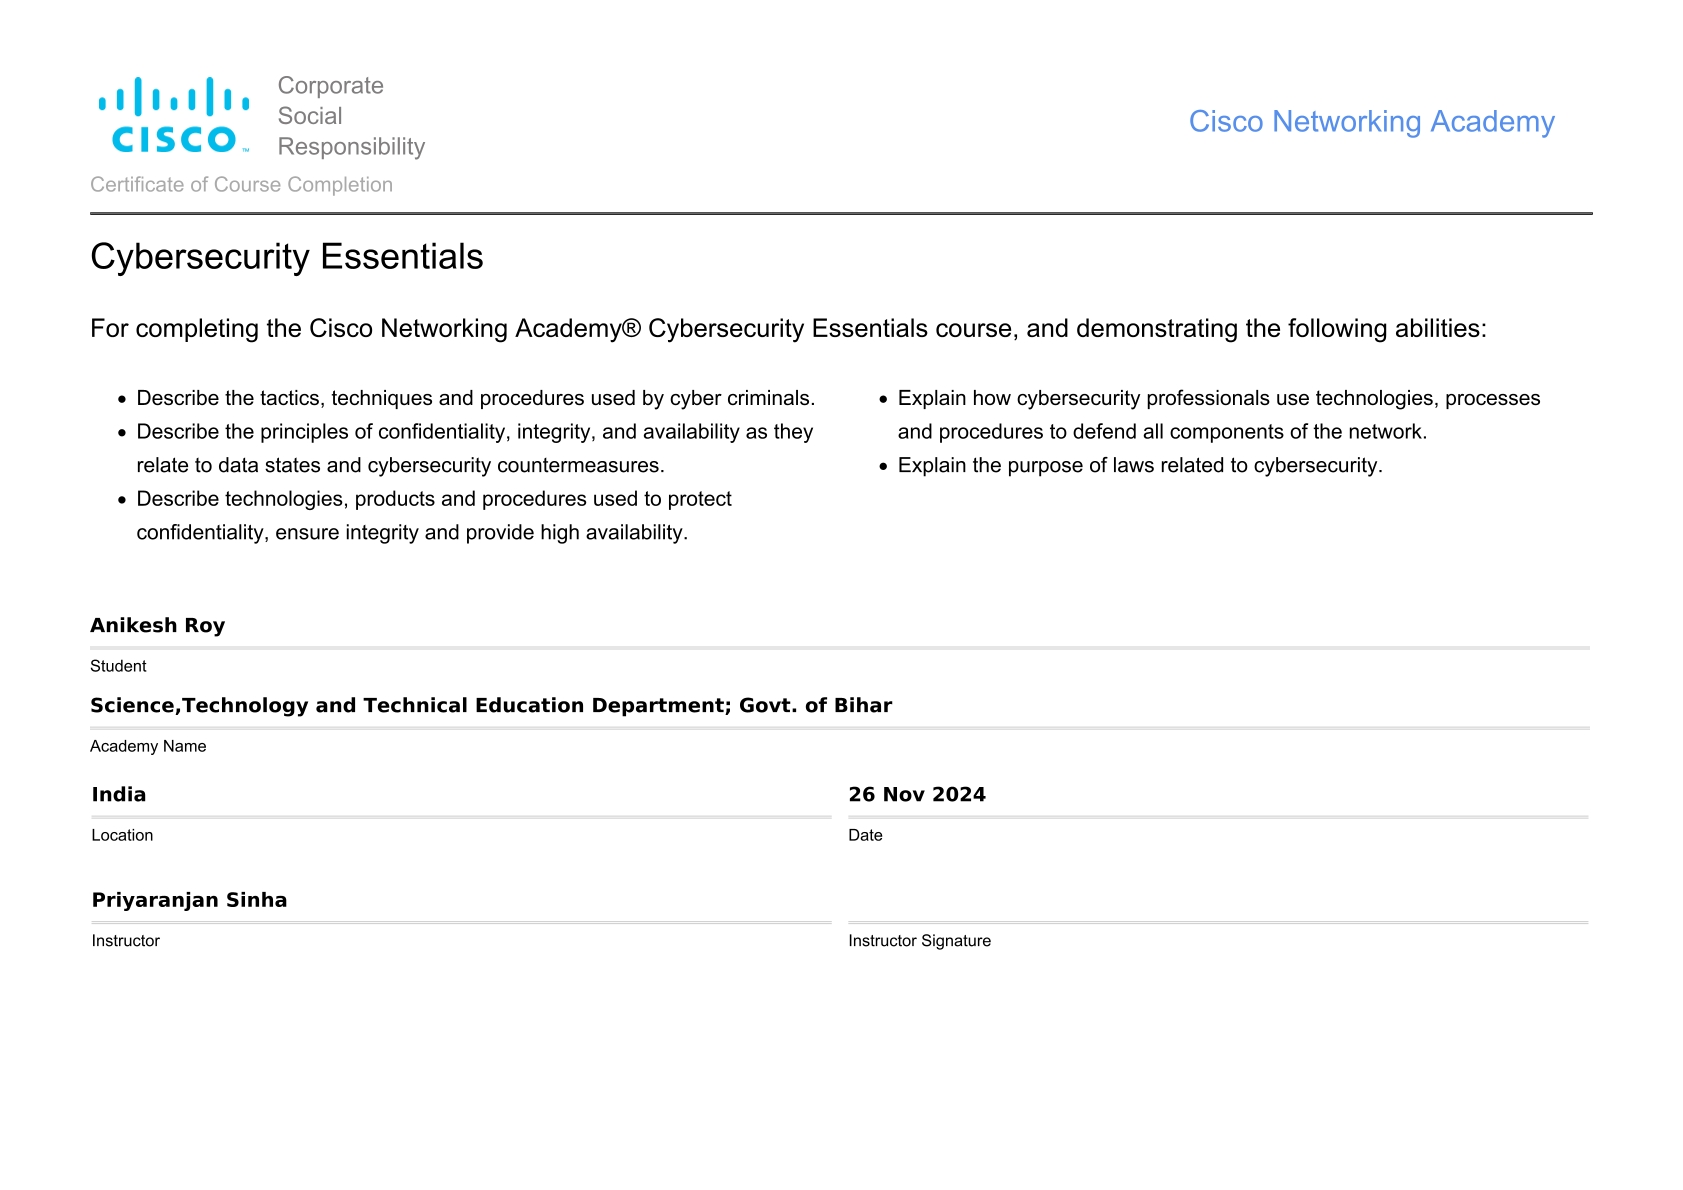 CISCO™
Corporate
Social
Responsibility
Cisco Networking Academy
Certificate of Course Completion
Cybersecurity Essentials
For completing the Cisco Networking Academy® Cybersecurity Essentials course, and demonstrating the following abilities:
• Describe the tactics, techniques and procedures used by cyber criminals.
• Describe the principles of confidentiality, integrity, and availability as they
relate to data states and cybersecurity countermeasures.
• Describe technologies, products and procedures used to protect
confidentiality, ensure integrity and provide high availability.
• Explain how cybersecurity professionals use technologies, processes
and procedures to defend all components of the network.
• Explain the purpose of laws related to cybersecurity.
Anikesh Roy
Student
Science,Technology and Technical Education Department; Govt. of Bihar
Academy Name
India
Location
26 Nov 2024
Date
Priyaranjan Sinha
Instructor
Instructor Signature